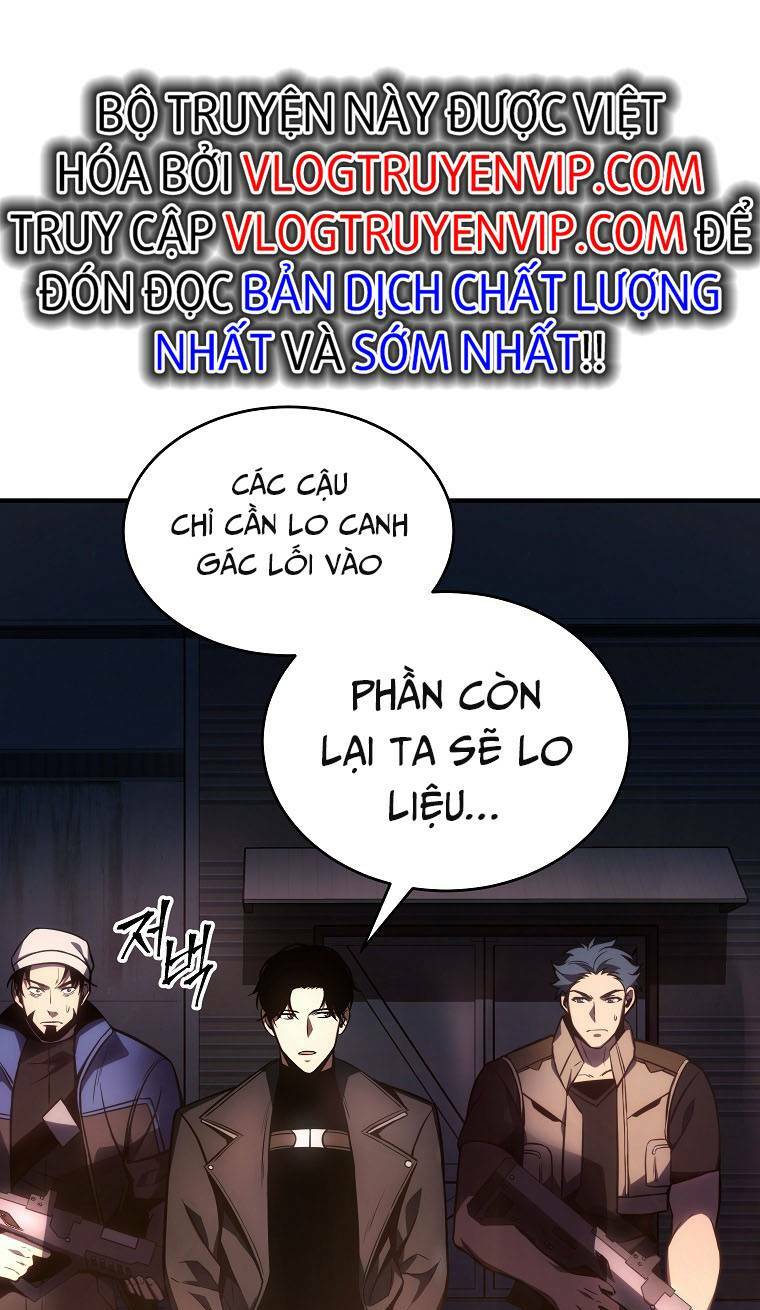 BỘ TRUYỆN NÀY ĐƯỢC VIỆT
HÓA BỞI VLOGTRUYENVIP.COM
TRUY CẬP VLOGTRUYENVIP.COM ĐỂ
ĐÓN ĐỌC BẢN DỊCH CHẤT LƯỢNG
NHẤT VÀ SỚM NHẤT!!
CÁC CẬU
CHỈ CẦN LO CANH
GÁC LỐI VÀO
PHẦN CÒN
LẠI TA SẼ LO
LIỆU...
저벅